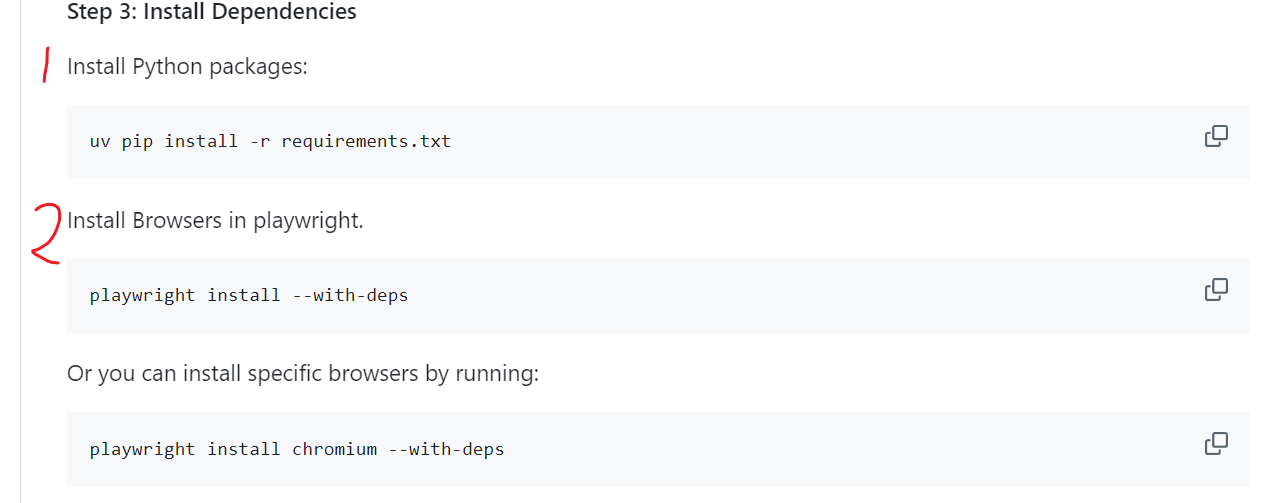 Step 3: Install Dependencies
1 Install Python packages:
uv pip install -r requirements.txt
2 Install Browsers in playwright.
playwright install --with-deps
Or you can install specific browsers by running:
playwright install chromium --with-deps